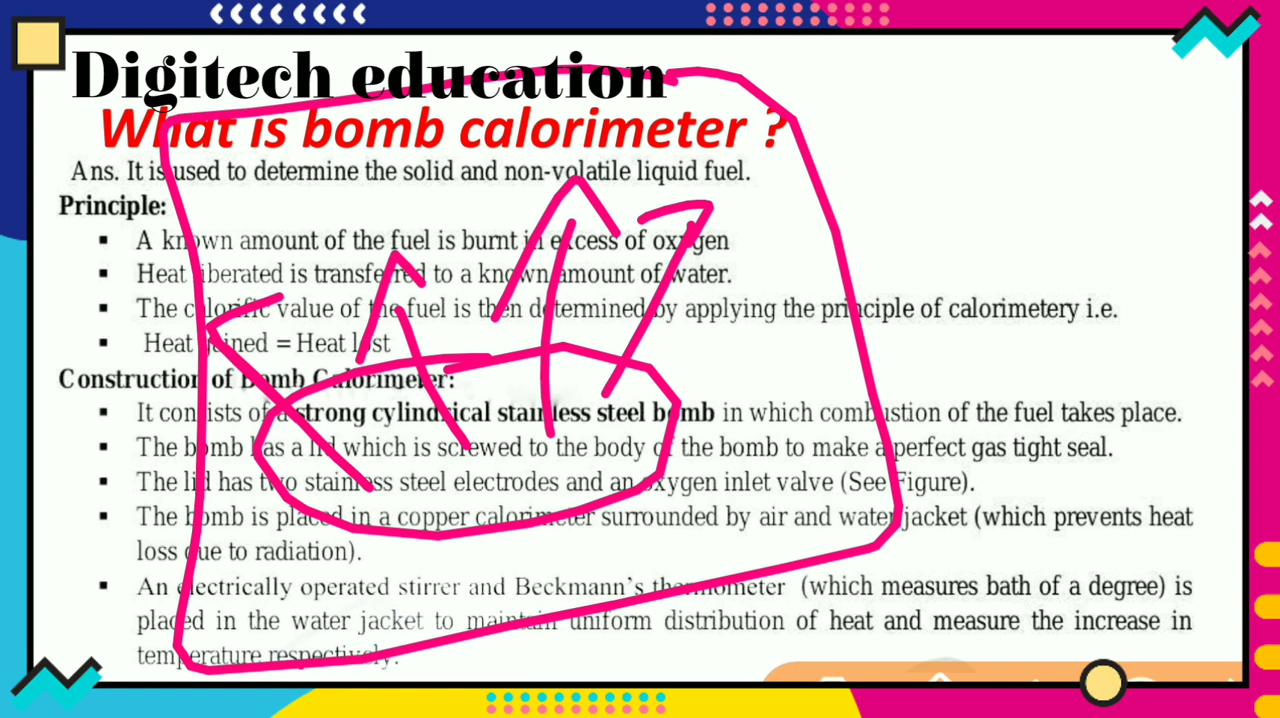 Digitech education
What is bomb calorimeter ?
Ans. It is used to determine the solid and non-volatile liquid fuel.
Principle:
▪ A known amount of the fuel is burnt in excess of oxygen
▪ Heat liberated is transferred to a known amount of water.
▪ The calorific value of the fuel is then determined by applying the principle of calorimetery i.e.
▪ Heat gained = Heat lost
Construction of Bomb Calorimeter:
▪ It consists of a strong cylindrical stainless steel bomb in which combustion of the fuel takes place.
▪ The bomb has a lid which is screwed to the body of the bomb to make a perfect gas tight seal.
▪ The lid has two stainless steel electrodes and an oxygen inlet valve (See Figure).
▪ The bomb is placed in a copper calorimeter surrounded by air and water jacket (which prevents heat
loss due to radiation).
▪ An electrically operated stirrer and Beckmann's thermometer (which measures bath of a degree) is
placed in the water jacket to maintain uniform distribution of heat and measure the increase in
temperature respectively.